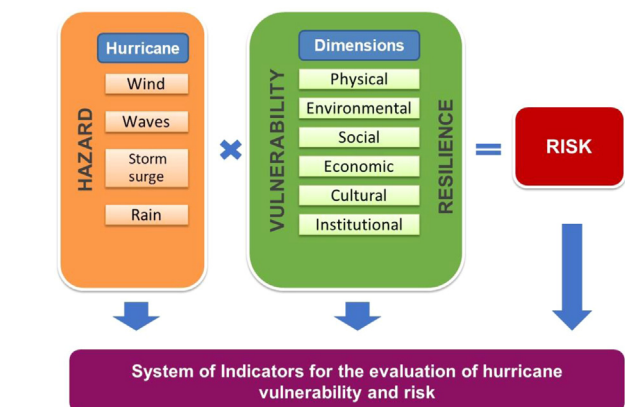 HAZARD
Hurricane
Wind
Waves
Storm
surge
Rain
×
VULNERABILITY
Dimensions
Physical
Environmental
Social
Economic
Cultural
Institutional
RESILIENCE
=
RISK
System of Indicators for the evaluation of hurricane
vulnerability and risk